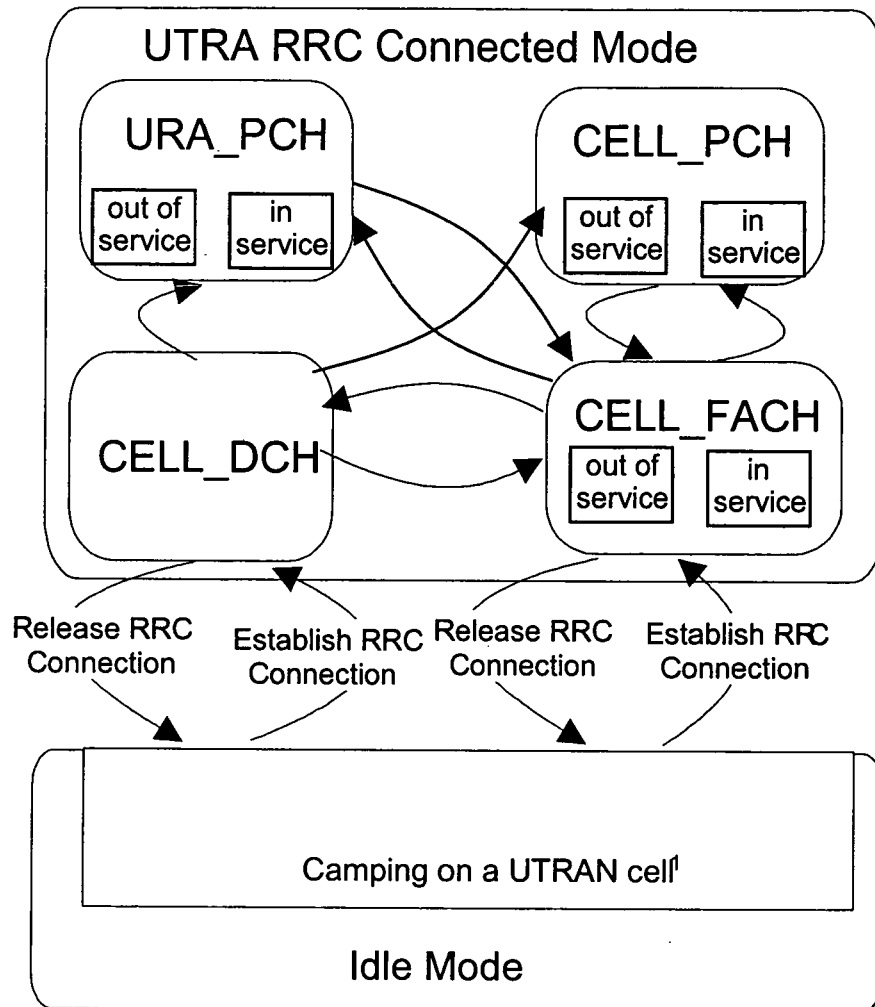 UTRA RRC Connected Mode
URA_PCH
out of
service
in
service
CELL_PCH
out of
service
in
service
CELL_DCH
CELL_FACH
out of
service
in
service
Release RRC
Connection
Establish RRC
Connection
Release RRC
Connection
Establish RRC
Connection
Camping on a UTRAN cell¹
Idle Mode